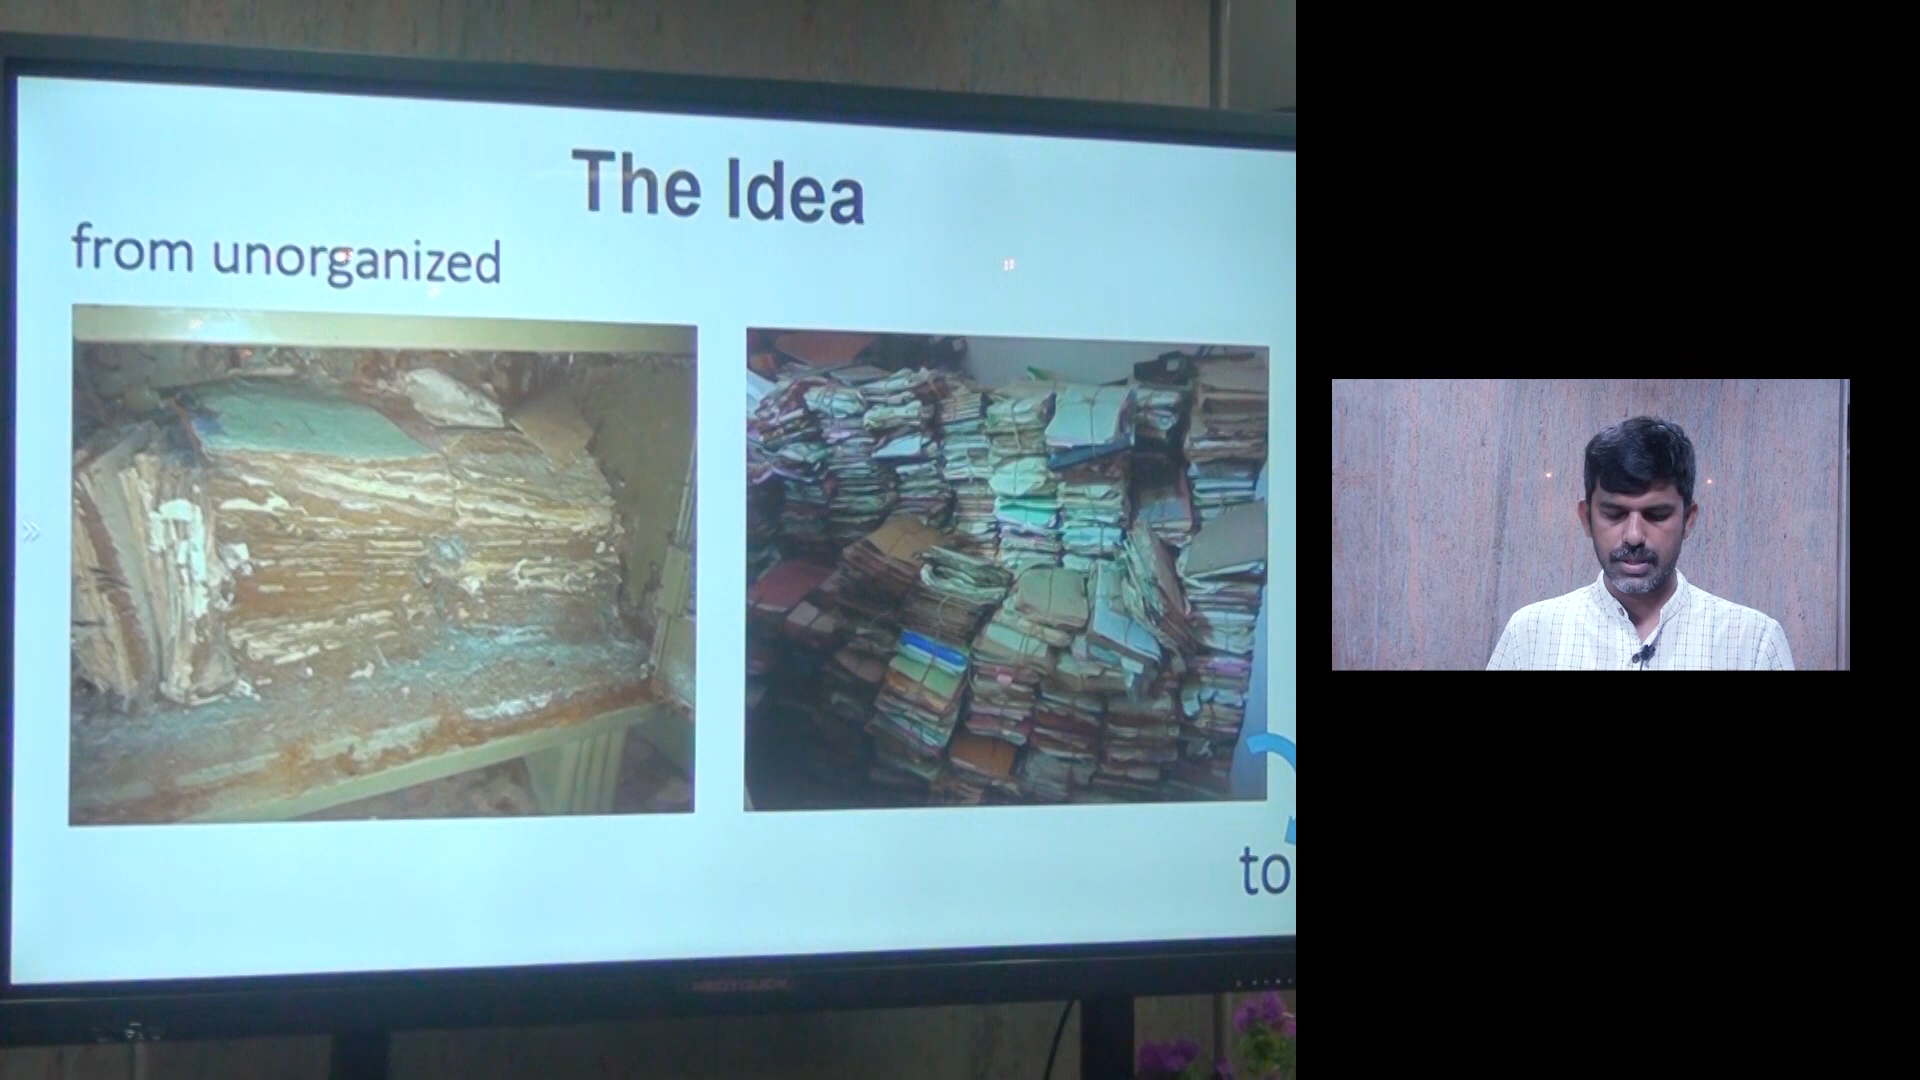 The Idea
from unorganized
to